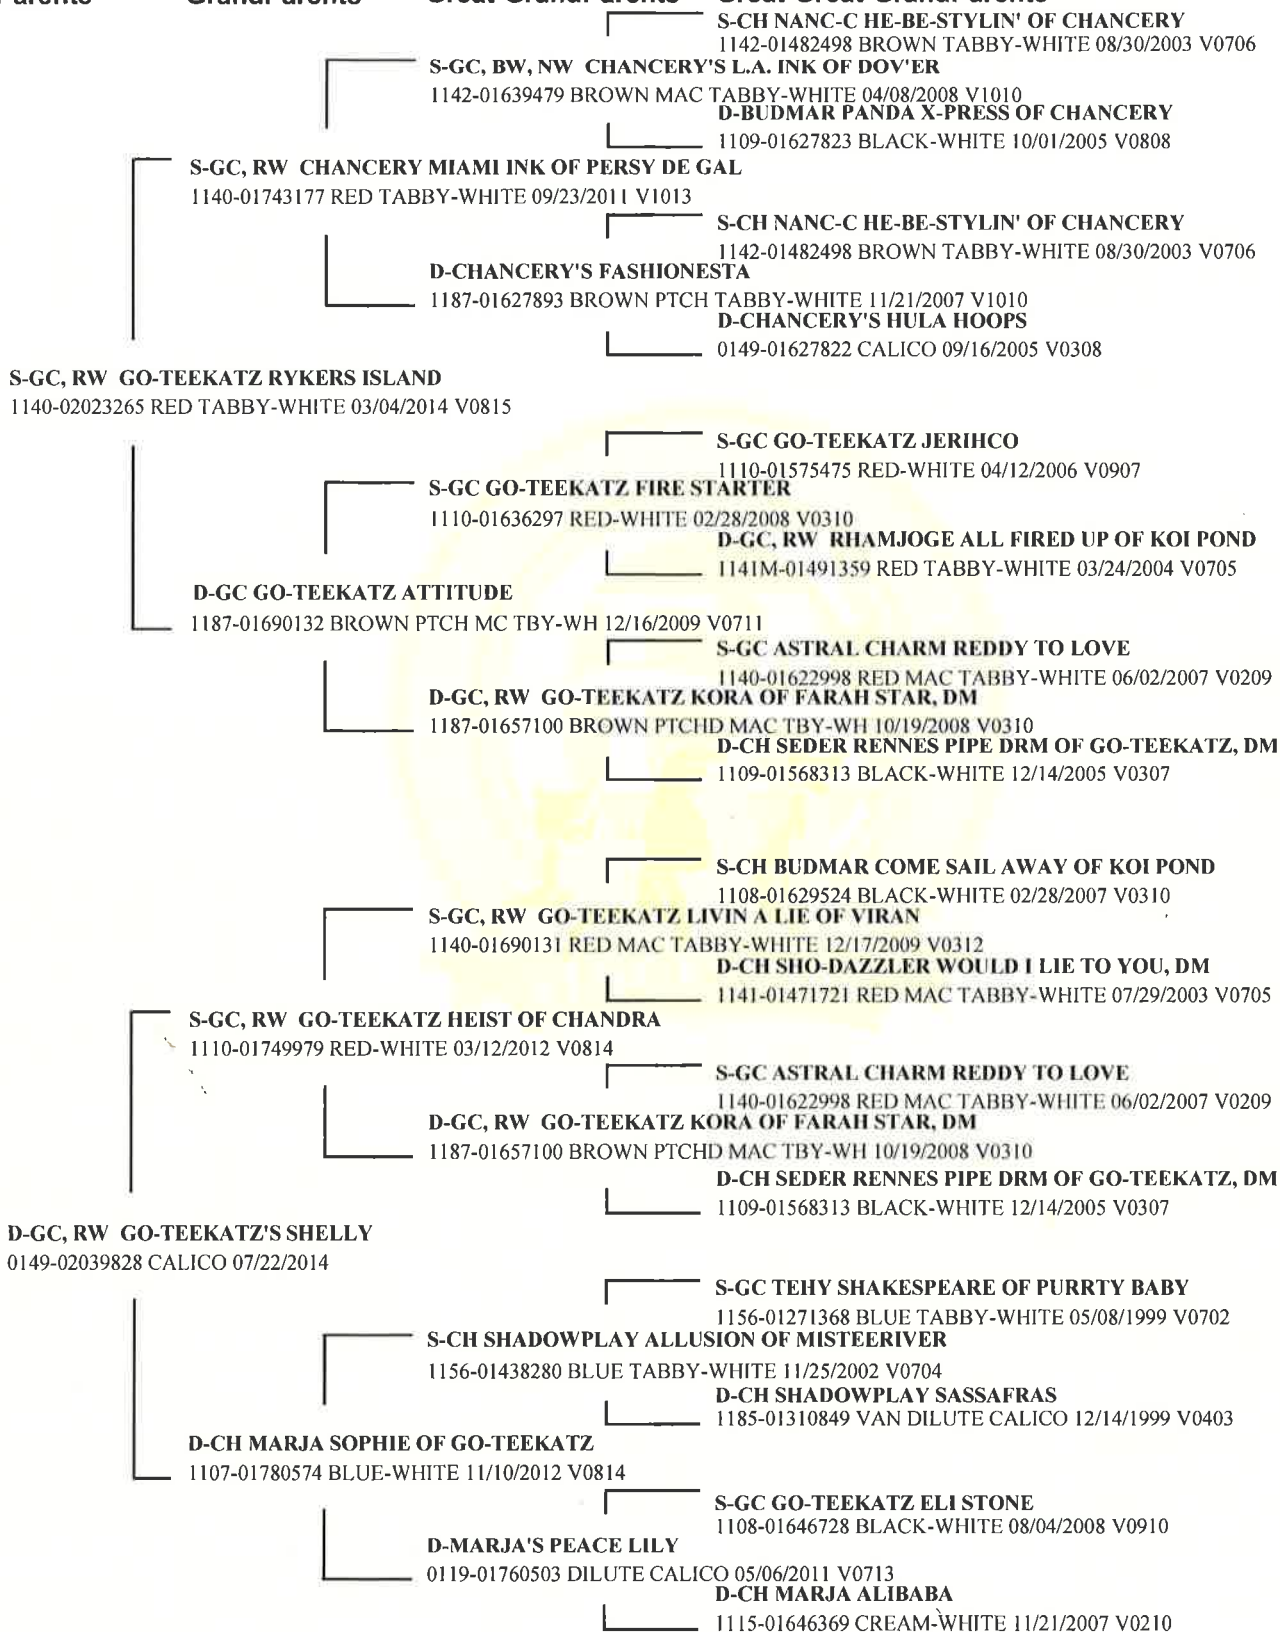 S-CH NANC-C HE-BE-STYLIN' OF CHANCERY
1142-01482498 BROWN TABBY-WHITE 08/30/2003 V0706
S-GC, BW, NW CHANCERY'S L.A. INK OF DOV'ER
1142-01639479 BROWN MAC TABBY-WHITE 04/08/2008 V1010
D-BUDMAR PANDA X-PRESS OF CHANCERY
1109-01627823 BLACK-WHITE 10/01/2005 V0808
S-GC, RW CHANCERY MIAMI INK OF PERSY DE GAL
1140-01743177 RED TABBY-WHITE 09/23/2011 V1013
S-CH NANC-C HE-BE-STYLIN' OF CHANCERY
1142-01482498 BROWN TABBY-WHITE 08/30/2003 V0706
D-CHANCERY'S FASHIONESTA
1187-01627893 BROWN PTCH TABBY-WHITE 11/21/2007 V1010
D-CHANCERY'S HULA HOOPS
0149-01627822 CALICO 09/16/2005 V0308
S-GC, RW GO-TEEKATZ RYKERS ISLAND
1140-02023265 RED TABBY-WHITE 03/04/2014 V0815
S-GC GO-TEEKATZ JERIHCO
1110-01575475 RED-WHITE 04/12/2006 V0907
S-GC GO-TEEKATZ FIRE STARTER
1110-01636297 RED-WHITE 02/28/2008 V0310
D-GC, RW RHAMJOGE ALL FIRED UP OF KOI POND
1141M-01491359 RED TABBY-WHITE 03/24/2004 V0705
D-GC GO-TEEKATZ ATTITUDE
1187-01690132 BROWN PTCH MC TBY-WH 12/16/2009 V0711
S-GC ASTRAL CHARM REDDY TO LOVE
1140-01622998 RED MAC TABBY-WHITE 06/02/2007 V0209
D-GC, RW GO-TEEKATZ KORA OF FARAH STAR, DM
1187-01657100 BROWN PTCHD MAC TBY-WH 10/19/2008 V0310
D-CH SEDER RENNES PIPE DRM OF GO-TEEKATZ, DM
1109-01568313 BLACK-WHITE 12/14/2005 V0307
S-CH BUDMAR COME SAIL AWAY OF KOI POND
1108-01629524 BLACK-WHITE 02/28/2007 V0310
S-GC, RW GO-TEEKATZ LIVIN A LIE OF VIRAN
1140-01690131 RED MAC TABBY-WHITE 12/17/2009 V0312
D-CH SHO-DAZZLER WOULD I LIE TO YOU, DM
1141-01471721 RED MAC TABBY-WHITE 07/29/2003 V0705
S-GC, RW GO-TEEKATZ HEIST OF CHANDRA
1110-01749979 RED-WHITE 03/12/2012 V0814
S-GC ASTRAL CHARM REDDY TO LOVE
1140-01622998 RED MAC TABBY-WHITE 06/02/2007 V0209
D-GC, RW GO-TEEKATZ KORA OF FARAH STAR, DM
1187-01657100 BROWN PTCHD MAC TBY-WH 10/19/2008 V0310
D-CH SEDER RENNES PIPE DRM OF GO-TEEKATZ, DM
1109-01568313 BLACK-WHITE 12/14/2005 V0307
D-GC, RW GO-TEEKATZ'S SHELLY
0149-02039828 CALICO 07/22/2014
S-GC TEHY SHAKESPEARE OF PURRTY BABY
1156-01271368 BLUE TABBY-WHITE 05/08/1999 V0702
S-CH SHADOWPLAY ALLUSION OF MISTEERIVER
1156-01438280 BLUE TABBY-WHITE 11/25/2002 V0704
D-CH SHADOWPLAY SASSAFRAS
1185-01310849 VAN DILUTE CALICO 12/14/1999 V0403
D-CH MARJA SOPHIE OF GO-TEEKATZ
1107-01780574 BLUE-WHITE 11/10/2012 V0814
S-GC GO-TEEKATZ ELI STONE
1108-01646728 BLACK-WHITE 08/04/2008 V0910
D-MARJA'S PEACE LILY
0119-01760503 DILUTE CALICO 05/06/2011 V0713
D-CH MARJA ALIBABA
1115-01646369 CREAM-WHITE 11/21/2007 V0210